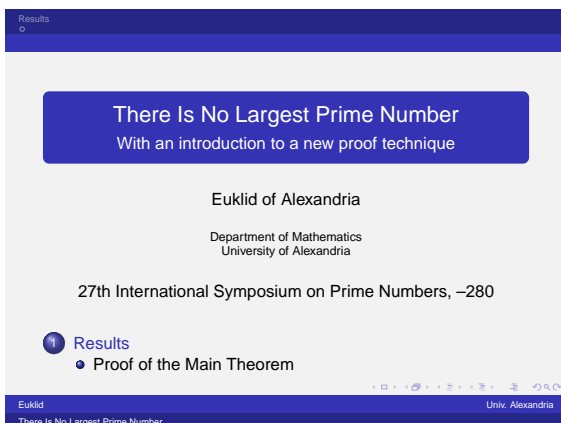 Results
There Is No Largest Prime Number
With an introduction to a new proof technique
Euklid of Alexandria
Department of Mathematics
University of Alexandria
27th International Symposium on Prime Numbers, –280
1 Results
Proof of the Main Theorem
Euklid Univ. Alexandria
There Is No Largest Prime Number